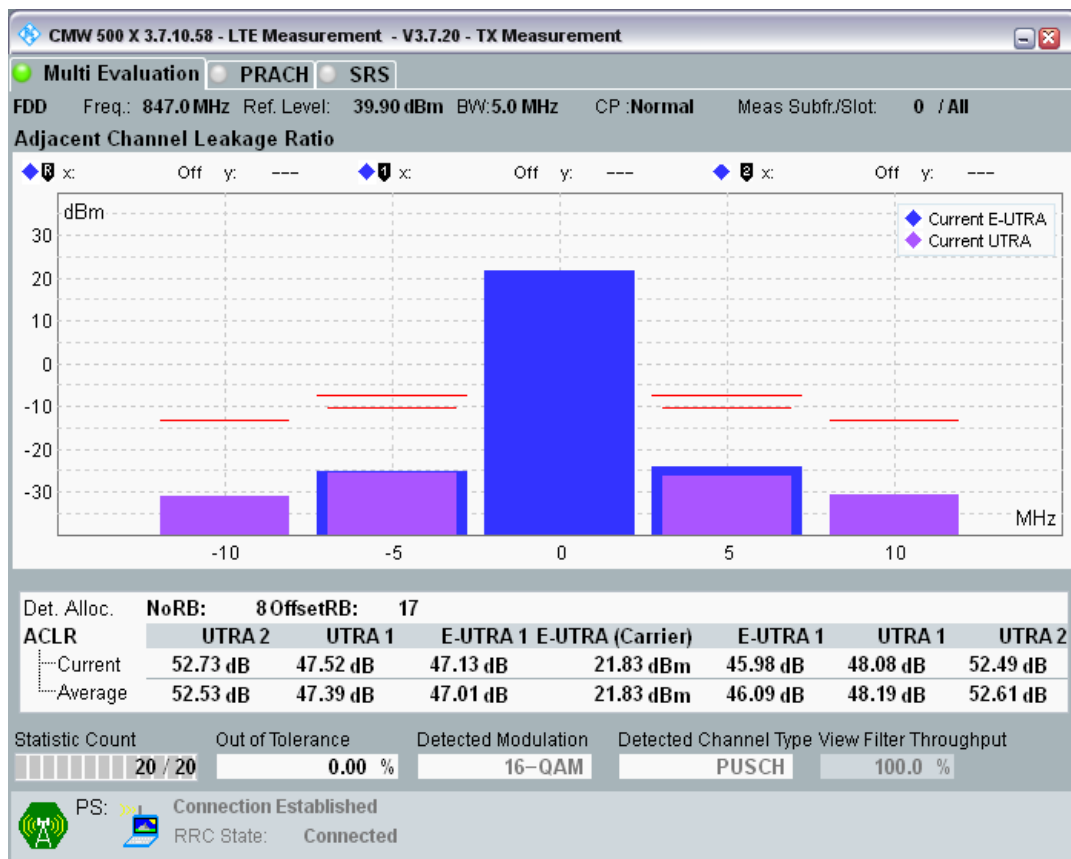 CMW 500 X 3.7.10.58 - LTE Measurement - V3.7.20 - TX Measurement
Multi Evaluation PRACH SRS
FDD Freq.: 847.0 MHz Ref. Level: 39.90 dBm BW:5.0 MHz CP :Normal Meas Subfr./Slot: 0 / All
Adjacent Channel Leakage Ratio
R x: Off y: --- 1 x: Off y: --- 2 x: Off y: ---
dBm
Current E-UTRA
Current UTRA
30
20
10
0
-10
-20
-30
MHz
-10 -5 0 5 10
Det. Alloc. NoRB: 8 OffsetRB: 17
ACLR UTRA 2 UTRA 1 E-UTRA 1 E-UTRA (Carrier) E-UTRA 1 UTRA 1 UTRA 2
Current 52.73 dB 47.52 dB 47.13 dB 21.83 dBm 45.98 dB 48.08 dB 52.49 dB
Average 52.53 dB 47.39 dB 47.01 dB 21.83 dBm 46.09 dB 48.19 dB 52.61 dB
Statistic Count Out of Tolerance Detected Modulation Detected Channel Type View Filter Throughput
20 / 20 0.00 % 16-QAM PUSCH 100.0 %
PS: Connection Established
RRC State: Connected